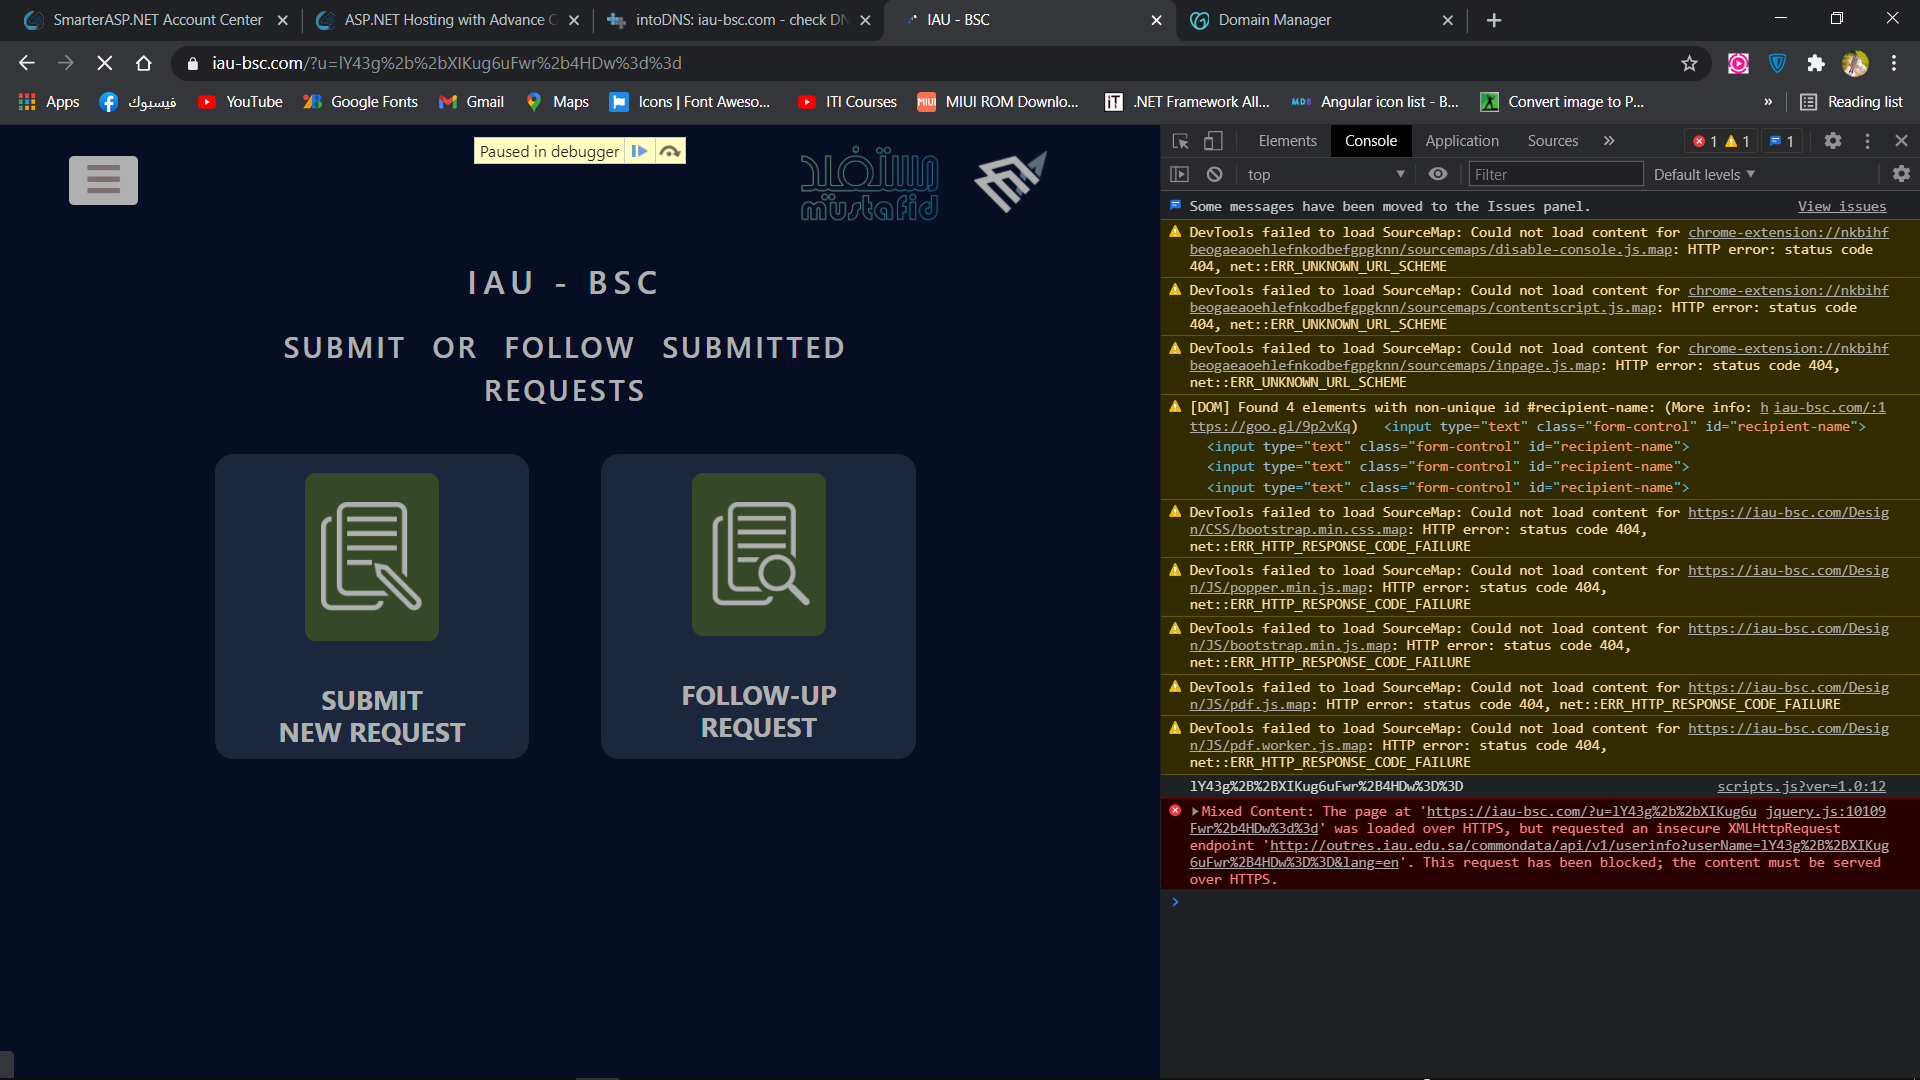 SmarterASP.NET Account Center
ASP.NET Hosting with Advance C
intoDNS: iau-bsc.com - check DN
IAU - BSC
Domain Manager
iau-bsc.com/?u=lY43g%2b%2bXIKug6uFwr%2b4HDw%3d%3d
Apps
فيسبوك
YouTube
Google Fonts
Gmail
Maps
Icons | Font Aweso...
ITI Courses
MIUI ROM Downlo...
.NET Framework All...
Angular icon list - B...
Convert image to P...
»
Reading list
Paused in debugger
مستفيد
müstafid
IAU - BSC
SUBMIT OR FOLLOW SUBMITTED
REQUESTS
SUBMIT
NEW REQUEST
FOLLOW-UP
REQUEST
Elements Console Application Sources » 1 1 1
top Filter Default levels
Some messages have been moved to the Issues panel. View issues
DevTools failed to load SourceMap: Could not load content for chrome-extension://nkbihf
beogaeaoehlefnkodbefgpgknn/sourcemaps/disable-console.js.map: HTTP error: status code
404, net::ERR_UNKNOWN_URL_SCHEME
DevTools failed to load SourceMap: Could not load content for chrome-extension://nkbihf
beogaeaoehlefnkodbefgpgknn/sourcemaps/contentscript.js.map: HTTP error: status code
404, net::ERR_UNKNOWN_URL_SCHEME
DevTools failed to load SourceMap: Could not load content for chrome-extension://nkbihf
beogaeaoehlefnkodbefgpgknn/sourcemaps/inpage.js.map: HTTP error: status code 404,
net::ERR_UNKNOWN_URL_SCHEME
[DOM] Found 4 elements with non-unique id #recipient-name: (More info: h iau-bsc.com/:1
ttps://goo.gl/9p2vKq) <input type="text" class="form-control" id="recipient-name">
<input type="text" class="form-control" id="recipient-name">
<input type="text" class="form-control" id="recipient-name">
<input type="text" class="form-control" id="recipient-name">
DevTools failed to load SourceMap: Could not load content for https://iau-bsc.com/Desig
n/CSS/bootstrap.min.css.map: HTTP error: status code 404,
net::ERR_HTTP_RESPONSE_CODE_FAILURE
DevTools failed to load SourceMap: Could not load content for https://iau-bsc.com/Desig
n/JS/popper.min.js.map: HTTP error: status code 404,
net::ERR_HTTP_RESPONSE_CODE_FAILURE
DevTools failed to load SourceMap: Could not load content for https://iau-bsc.com/Desig
n/JS/bootstrap.min.js.map: HTTP error: status code 404,
net::ERR_HTTP_RESPONSE_CODE_FAILURE
DevTools failed to load SourceMap: Could not load content for https://iau-bsc.com/Desig
n/JS/pdf.js.map: HTTP error: status code 404, net::ERR_HTTP_RESPONSE_CODE_FAILURE
DevTools failed to load SourceMap: Could not load content for https://iau-bsc.com/Desig
n/JS/pdf.worker.js.map: HTTP error: status code 404,
net::ERR_HTTP_RESPONSE_CODE_FAILURE
lY43g%2B%2BXIKug6uFwr%2B4HDw%3D%3D scripts.js?ver=1.0:12
Mixed Content: The page at 'https://iau-bsc.com/?u=lY43g%2b%2bXIKug6u jquery.js:10109
Fwr%2b4HDw%3d%3d' was loaded over HTTPS, but requested an insecure XMLHttpRequest
endpoint 'http://outres.iau.edu.sa/commondata/api/v1/userinfo?userName=lY43g%2B%2BXIKug
6uFwr%2B4HDw%3D%3D&lang=en'. This request has been blocked; the content must be served
over HTTPS.